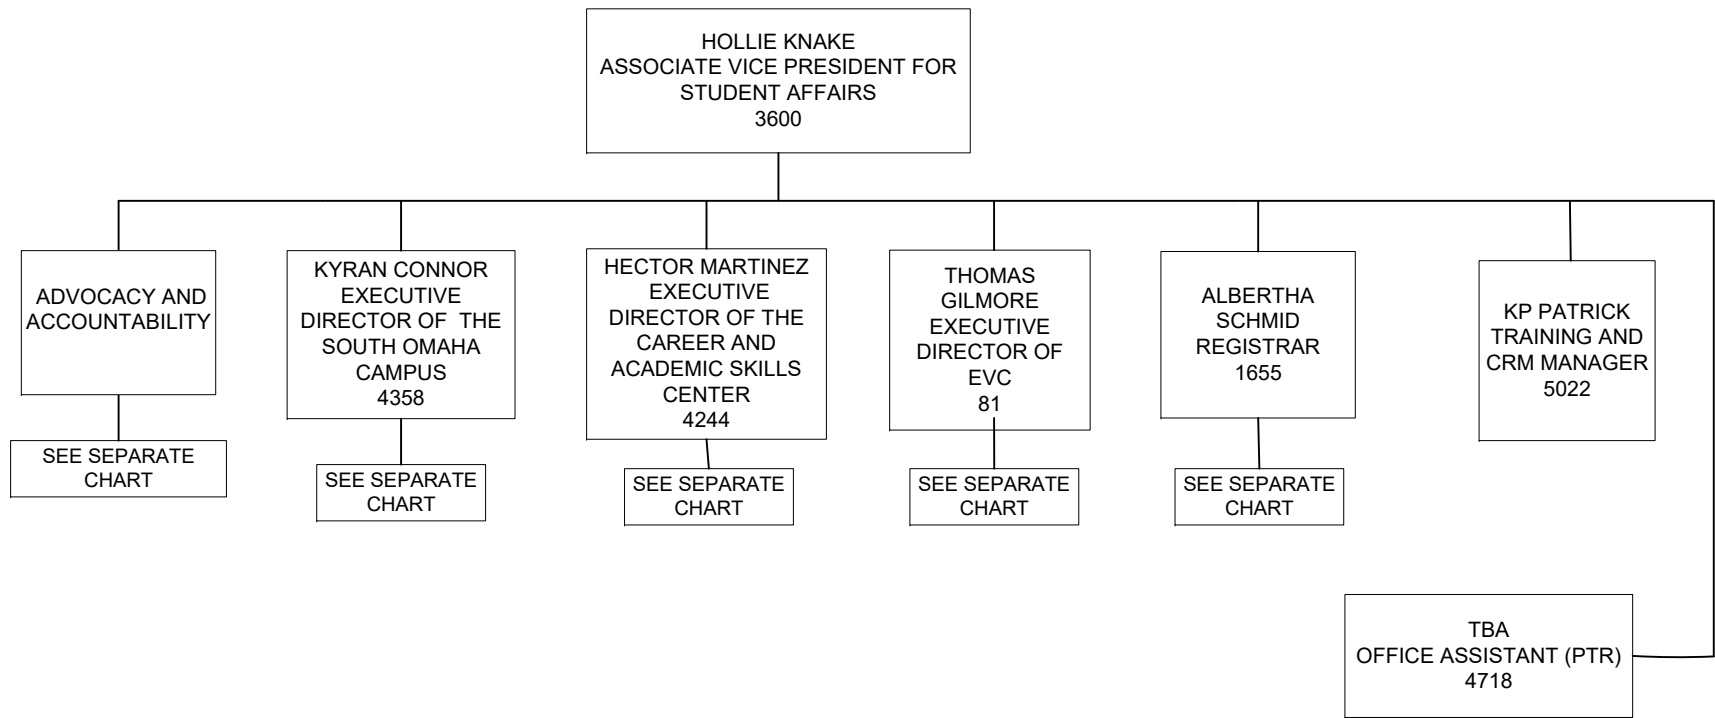 HOLLIE KNAKE
ASSOCIATE VICE PRESIDENT FOR
STUDENT AFFAIRS
3600
ADVOCACY AND
ACCOUNTABILITY
SEE SEPARATE
CHART
KYRAN CONNOR
EXECUTIVE
DIRECTOR OF THE
SOUTH OMAHA
CAMPUS
4358
SEE SEPARATE
CHART
HECTOR MARTINEZ
EXECUTIVE
DIRECTOR OF THE
CAREER AND
ACADEMIC SKILLS
CENTER
4244
SEE SEPARATE
CHART
THOMAS
GILMORE
EXECUTIVE
DIRECTOR OF
EVC
81
SEE SEPARATE
CHART
ALBERTHA
SCHMID
REGISTRAR
1655
SEE SEPARATE
CHART
KP PATRICK
TRAINING AND
CRM MANAGER
5022
TBA
OFFICE ASSISTANT (PTR)
4718